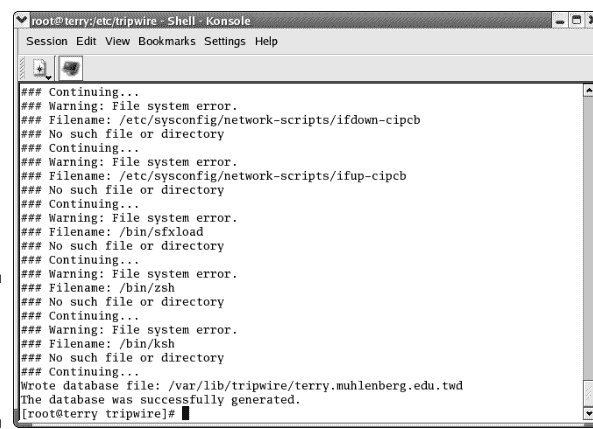 root@terry:/etc/tripwire - Shell - Konsole
Session Edit View Bookmarks Settings Help
### Continuing...
### Warning: File system error.
### Filename: /etc/sysconfig/network-scripts/ifdown-cipcb
### No such file or directory
### Continuing...
### Warning: File system error.
### Filename: /etc/sysconfig/network-scripts/ifup-cipcb
### No such file or directory
### Continuing...
### Warning: File system error.
### Filename: /bin/sfxload
### No such file or directory
### Continuing...
### Warning: File system error.
### Filename: /bin/zsh
### No such file or directory
### Continuing...
### Warning: File system error.
### Filename: /bin/ksh
### No such file or directory
### Continuing...
Wrote database file: /var/lib/tripwire/terry.muhlenberg.edu.twd
The database was successfully generated.
[root@terry tripwire]#